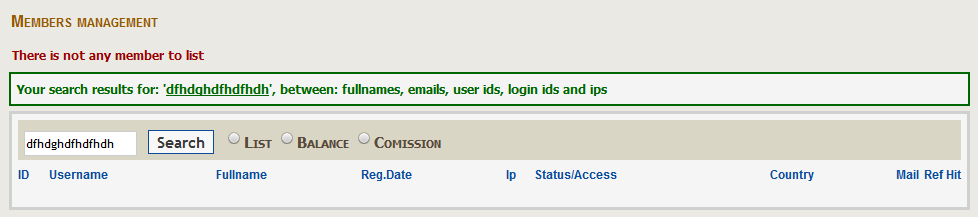 Members management
There is not any member to list
Your search results for: 'dfhdghdfhdfhdh', between: fullnames, emails, user ids, login ids and ips
dfhdghdfhdfhdh Search List Balance Comission
ID Username Fullname Reg.Date Ip Status/Access Country Mail Ref Hit